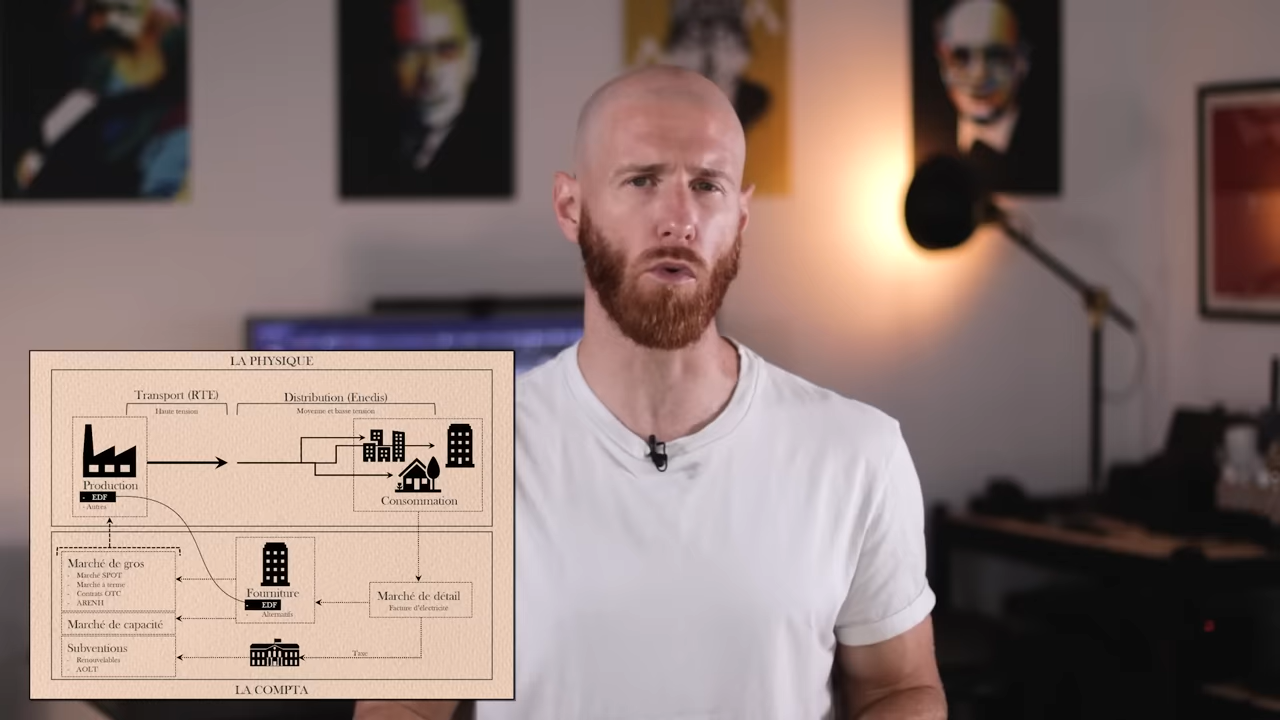 LA PHYSIQUE
Transport (RTE)
Haute tension
Distribution (Enedis)
Moyenne et basse tension
Production
- EDF
- Autres
Consommation
Marché de gros
- Marché SPOT
- Marché à terme
- Contrats OTC
- ARENH
Marché de capacité
Subventions
- Renouvelables
- AOLT
Fourniture
- EDF
- Alternatifs
Marché de détail
Facture d'électricité
Taxe
LA COMPTA